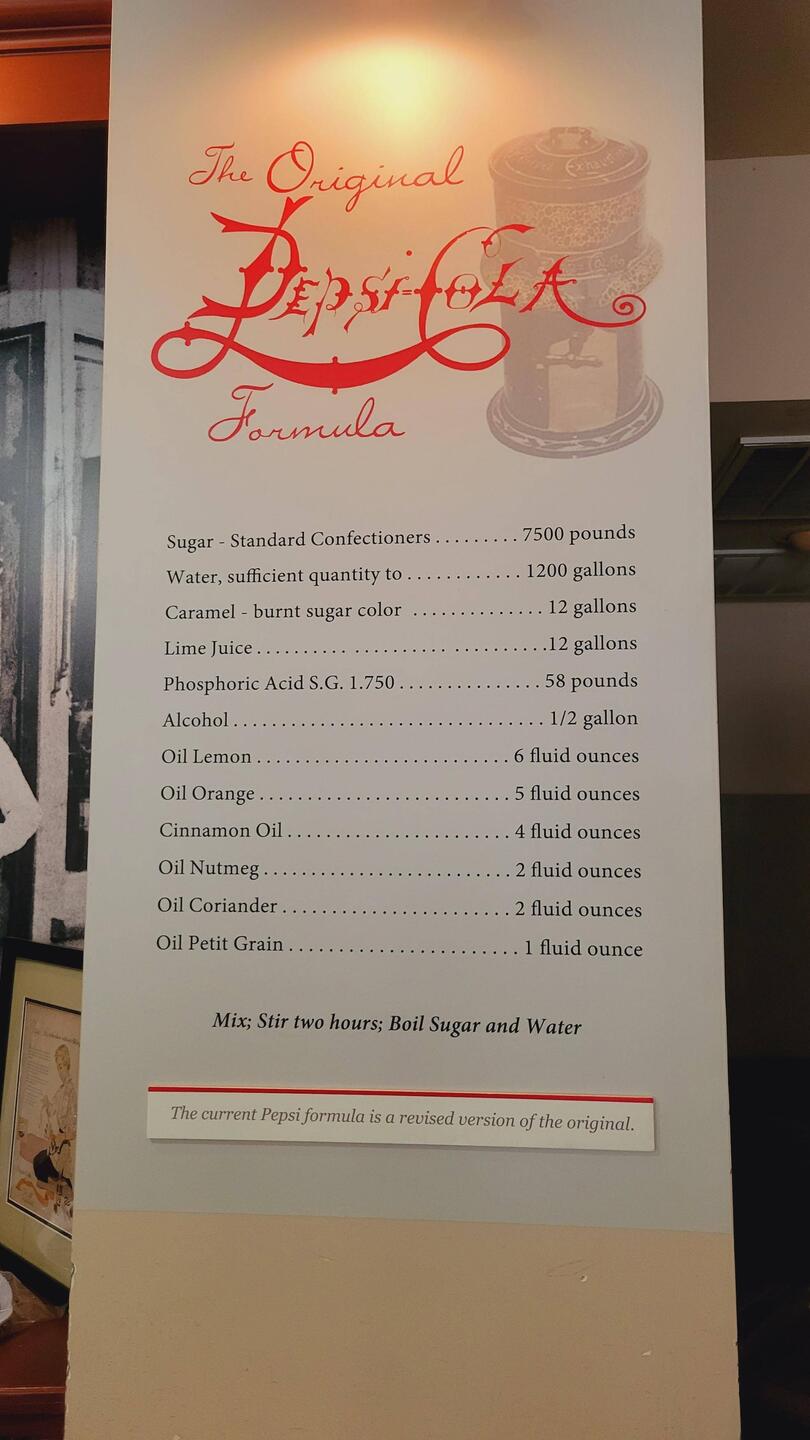 The Original
Pepsi-Cola
Formula
Sugar - Standard Confectioners ......... 7500 pounds
Water, sufficient quantity to ............ 1200 gallons
Caramel - burnt sugar color .............. 12 gallons
Lime Juice ............................... 12 gallons
Phosphoric Acid S.G. 1.750 ............... 58 pounds
Alcohol ................................. 1/2 gallon
Oil Lemon .......................... 6 fluid ounces
Oil Orange .......................... 5 fluid ounces
Cinnamon Oil ........................ 4 fluid ounces
Oil Nutmeg .......................... 2 fluid ounces
Oil Coriander ........................ 2 fluid ounces
Oil Petit Grain ........................ 1 fluid ounce
Mix; Stir two hours; Boil Sugar and Water
The current Pepsi formula is a revised version of the original.